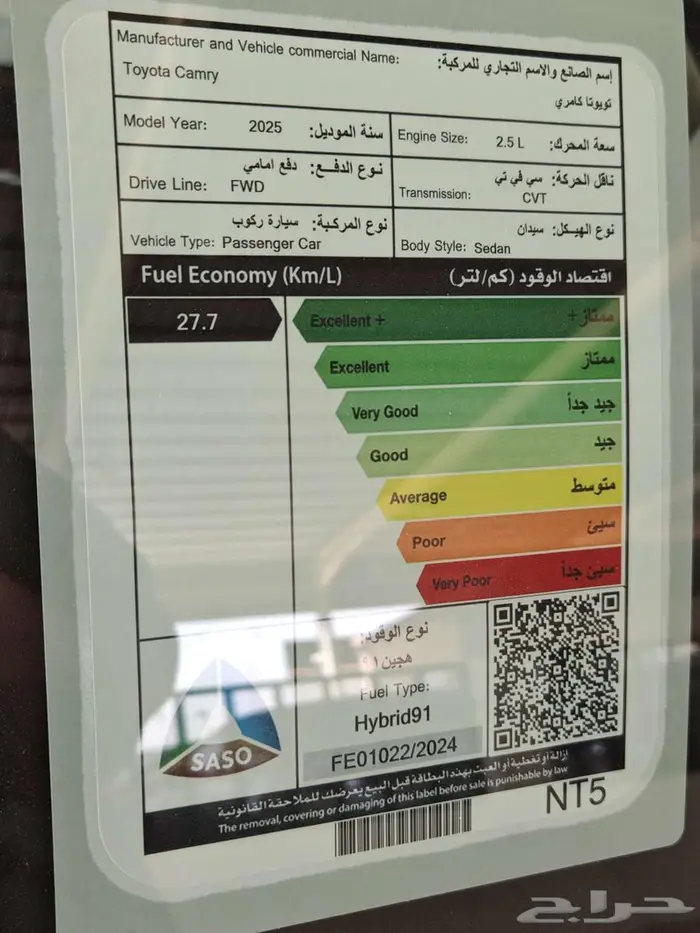 Manufacturer and Vehicle commercial Name: إسم الصانع والاسم التجاري للمركبة:
Toyota Camry تويوتا كامري
Model Year: 2025 سنة الموديل:
Engine Size: 2.5 L سعة المحرك:
نوع الدفع: دفع امامي
Drive Line: FWD
ناقل الحركة: سي في تي
Transmission: CVT
نوع المركبة: سيارة ركوب
Vehicle Type: Passenger Car
نوع الهيكل: سيدان
Body Style: Sedan
Fuel Economy (Km/L) اقتصاد الوقود (كم/لتر)
27.7
Excellent + ممتاز+
Excellent ممتاز
Very Good جيد جداً
Good جيد
Average متوسط
Poor سيئ
Very Poor سيئ جداً
نوع الوقود:
هجين ٩١
Fuel Type:
Hybrid91
FE01022/2024
SASO
إزالة أو تغطية أو العبث بهذه البطاقة قبل البيع يعرضك للملاحقة القانونية
The removal, covering or damaging of this label before sale is punishable by law
NT5
حراج